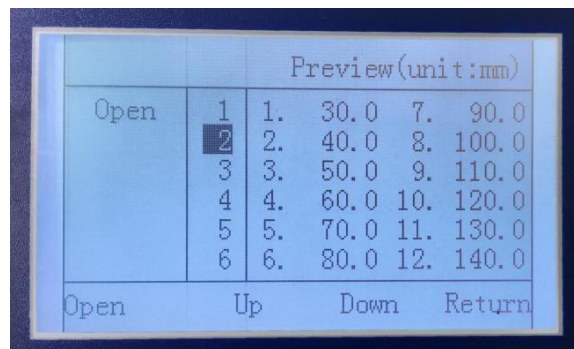 Preview(unit:mm)
Open 1 1. 30.0 7. 90.0
2 2. 40.0 8. 100.0
3 3. 50.0 9. 110.0
4 4. 60.0 10. 120.0
5 5. 70.0 11. 130.0
6 6. 80.0 12. 140.0
Open Up Down Return